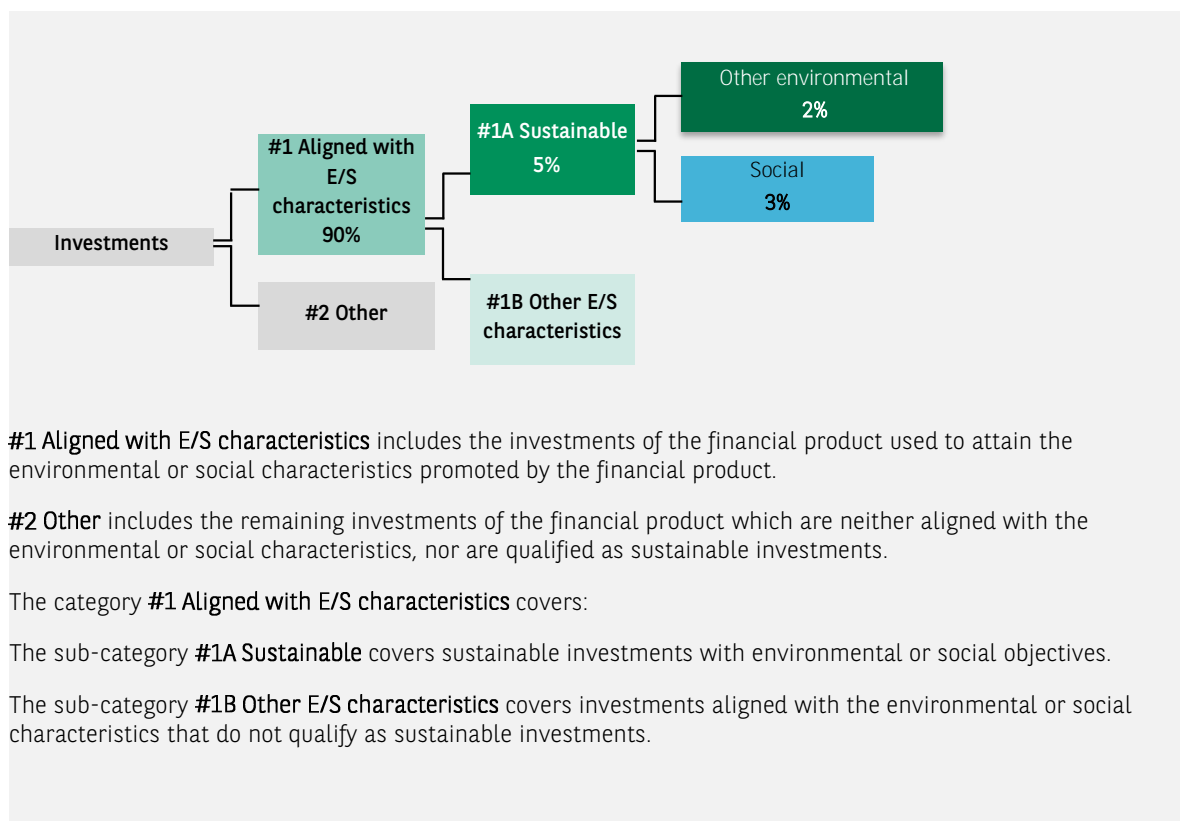 Investments
#1 Aligned with
E/S
characteristics
90%
#2 Other
#1A Sustainable
5%
#1B Other E/S
characteristics
Other environmental
2%
Social
3%
#1 Aligned with E/S characteristics includes the investments of the financial product used to attain the
environmental or social characteristics promoted by the financial product.
#2 Other includes the remaining investments of the financial product which are neither aligned with the
environmental or social characteristics, nor are qualified as sustainable investments.
The category #1 Aligned with E/S characteristics covers:
The sub-category #1A Sustainable covers sustainable investments with environmental or social objectives.
The sub-category #1B Other E/S characteristics covers investments aligned with the environmental or social
characteristics that do not qualify as sustainable investments.